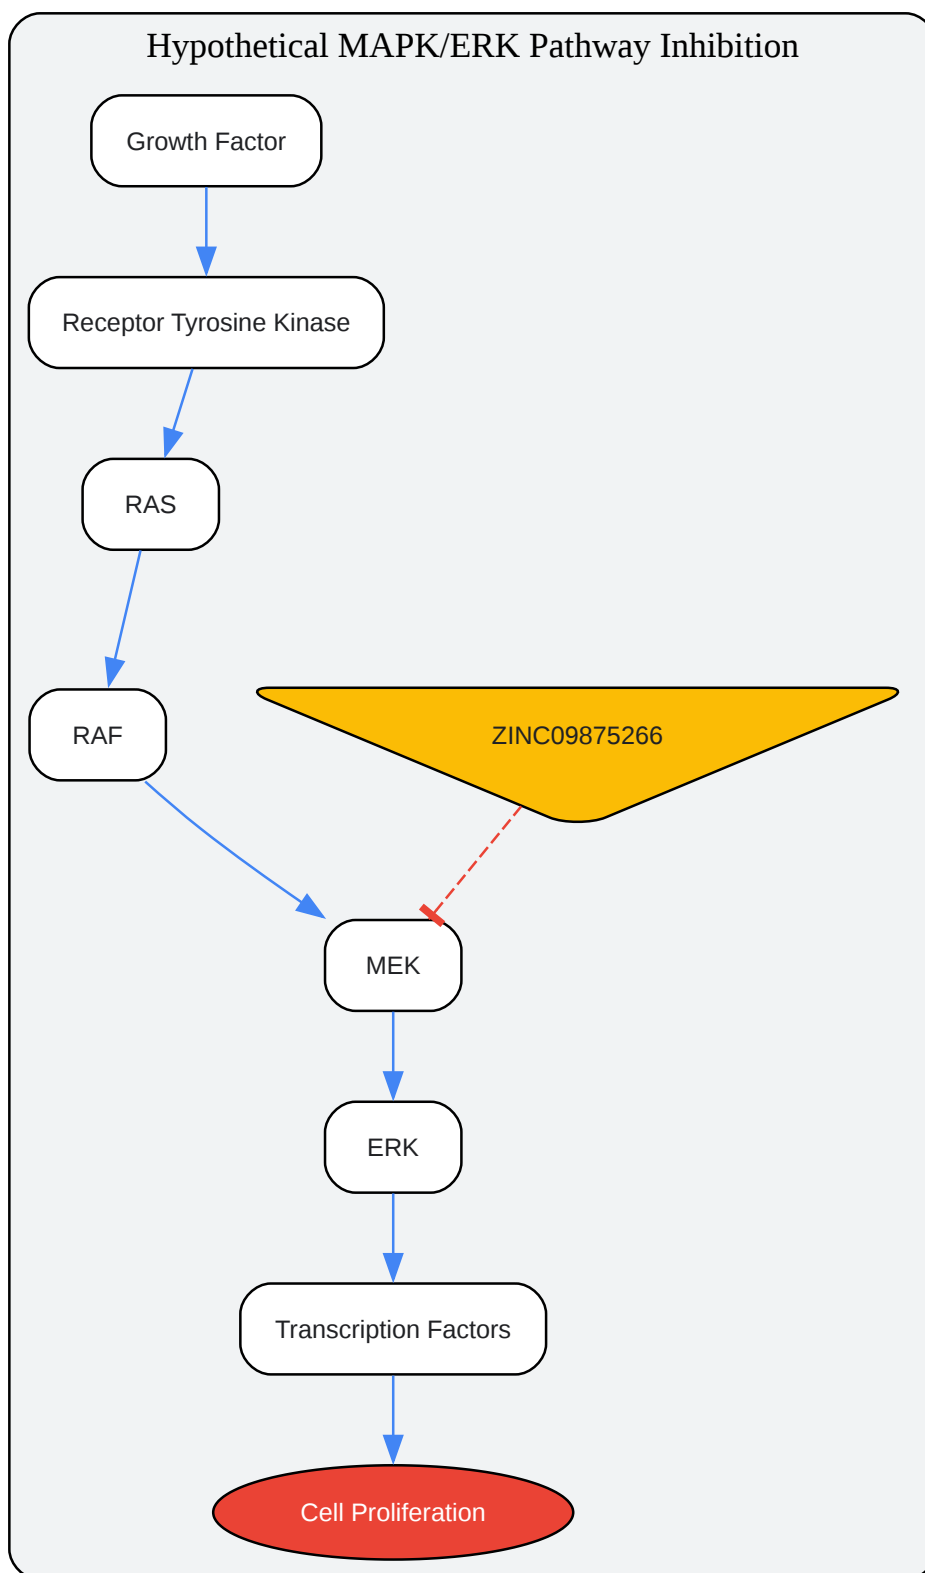 Hypothetical MAPK/ERK Pathway Inhibition
Growth Factor
Receptor Tyrosine Kinase
RAS
RAF
ZINC09875266
MEK
ERK
Transcription Factors
Cell Proliferation